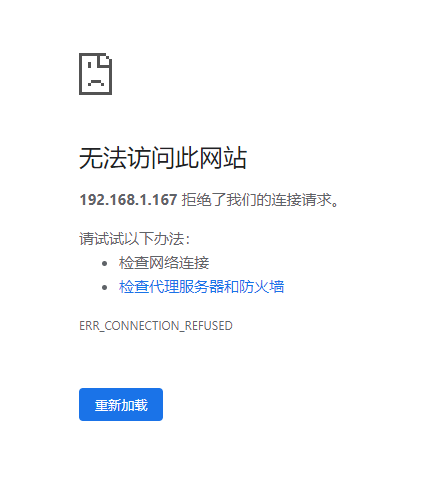 无法访问此网站
192.168.1.167 拒绝了我们的连接请求。
请试试以下办法：
检查网络连接
检查代理服务器和防火墙
ERR_CONNECTION_REFUSED
重新加载